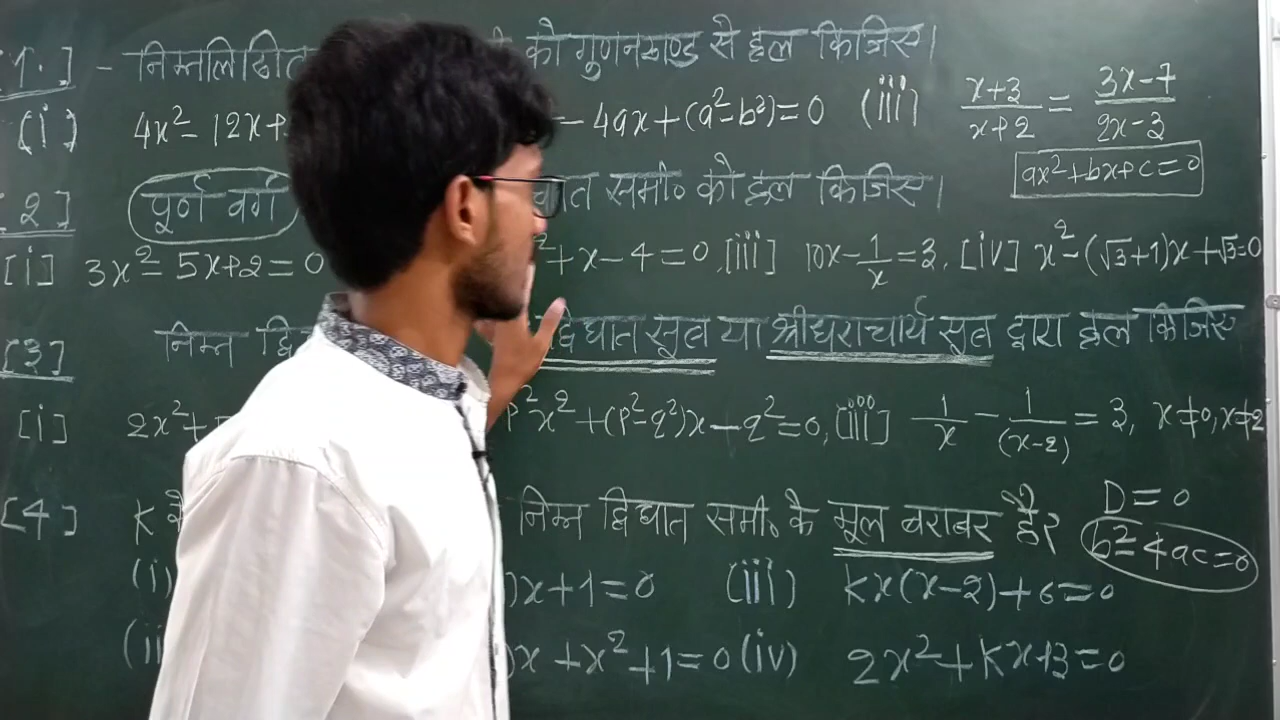 [1.] - निम्नलिखित को गुणनखण्ड से हल किजिए।
(i) 4x² - 12x+ - 4ax + (a² - b²) = 0 (iii) x+3/x+2 = 3x-7/2x-3
ax² + bx + c = 0
[2] पूर्ण वर्ग घात समी॰ को हल किजिए।
[i] 3x² - 5x+2 = 0 ² + x - 4 = 0, [iii] 10x - 1/x = 3, [iv] x² - (√3+1)x + √3 = 0
[3] निम्न द्वि द्विघात सूत्र या श्रीधराचार्य सूत्र द्वारा हल किजिए
[i] 2x² + P²x² + (P² - q²)x - q² = 0, [iii] 1/x - 1/(x-2) = 3, x ≠ 0, x ≠ 2
[4] K के निम्न द्विघात समी॰ के मूल बराबर है? D = 0
b² - 4ac = 0
(i) )x + 1 = 0 (iii) Kx(x-2) + 6 = 0
(ii )x + x² + 1 = 0 (iv) 2x² + Kx + 3 = 0